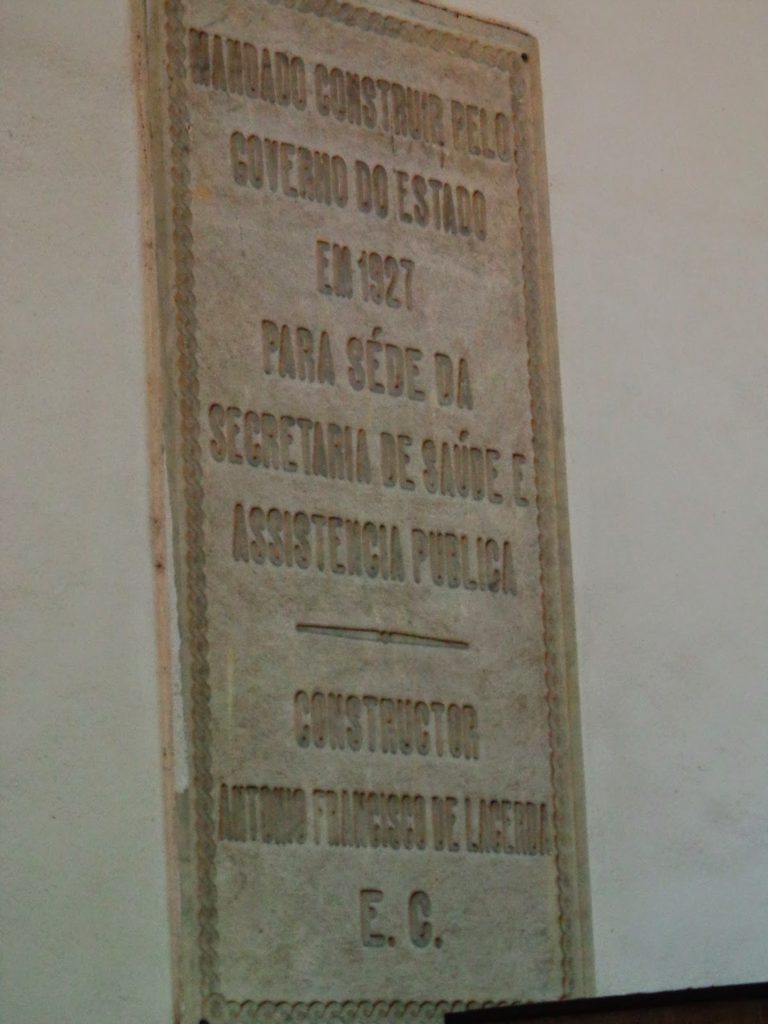 MANDADO CONSTRUIR PELO
GOVERNO DO ESTADO
EM 1927
PARA SÉDE DA
SECRETARIA DE SAÚDE E
ASSISTENCIA PUBLICA
CONSTRUCTOR
ANTONIO FRANCISCO DE LACERDA
E. C.